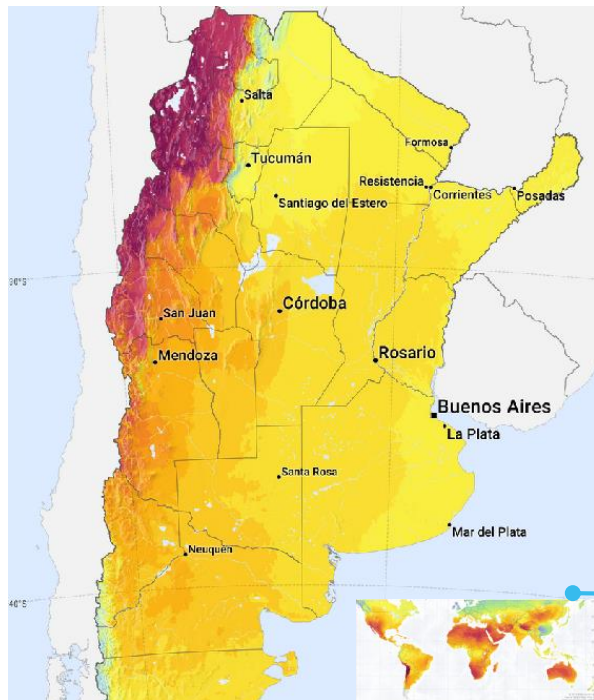 Salta
Formosa
Tucumán
Resistencia
Corrientes
Posadas
Santiago del Estero
30°S
San Juan
Córdoba
Mendoza
Rosario
Buenos Aires
La Plata
Santa Rosa
Mar del Plata
Neuquén
40°S